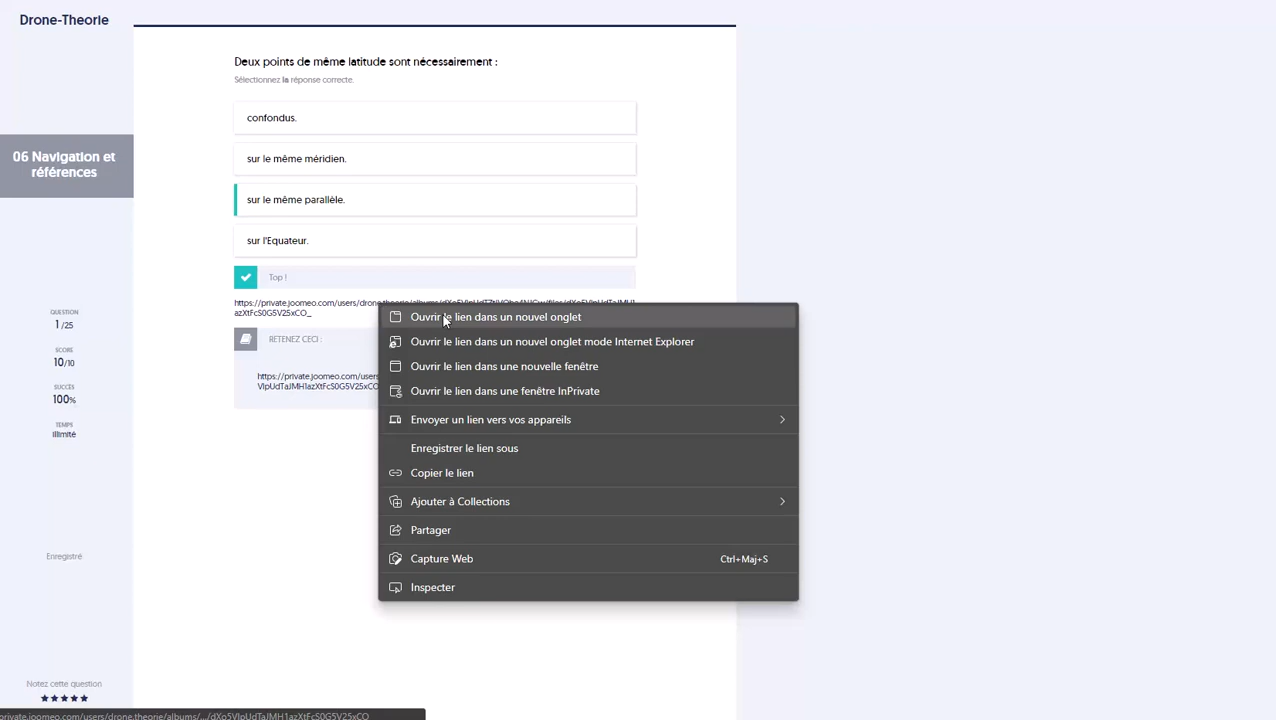 Drone-Theorie
Deux points de même latitude sont nécessairement :
Sélectionnez la réponse correcte.
confondus.
sur le même méridien.
06 Navigation et
références
sur le même parallèle.
sur l'Equateur.
Top !
https://private.joomeo.com/users/drone.theorie/albums/
azXtFcS0G5V25xCO_
QUESTION
1 /25
RETENEZ CECI :
SCORE
10/10
https://private.joomeo.com/users
VIpUdTaJMH1azXtFcS0G5V25xCO
SUCCÈS
100%
TEMPS
Illimité
Ouvrir le lien dans un nouvel onglet
Ouvrir le lien dans un nouvel onglet mode Internet Explorer
Ouvrir le lien dans une nouvelle fenêtre
Ouvrir le lien dans une fenêtre InPrivate
Envoyer un lien vers vos appareils
Enregistrer le lien sous
Copier le lien
Ajouter à Collections
Partager
Capture Web Ctrl+Maj+S
Inspecter
Enregistré
Notez cette question
private.joomeo.com/users/drone.theorie/albums/.../dXo5VIpUdTaJMH1azXtFcS0G5V25xCO